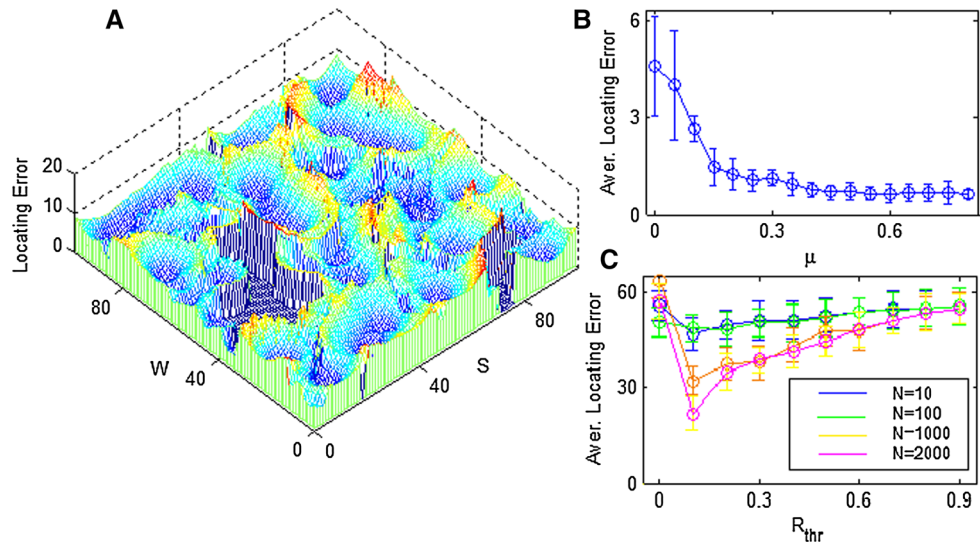 A
Locating Error
20
10
0
80
W
40
0
0
40
S
80
B
Aver. Locating Error
6
3
0
0
0.3
0.6
μ
C
Aver. Locating Error
60
30
0
N=10
N=100
N=1000
N=2000
0
0.3
0.6
0.9
R_thr